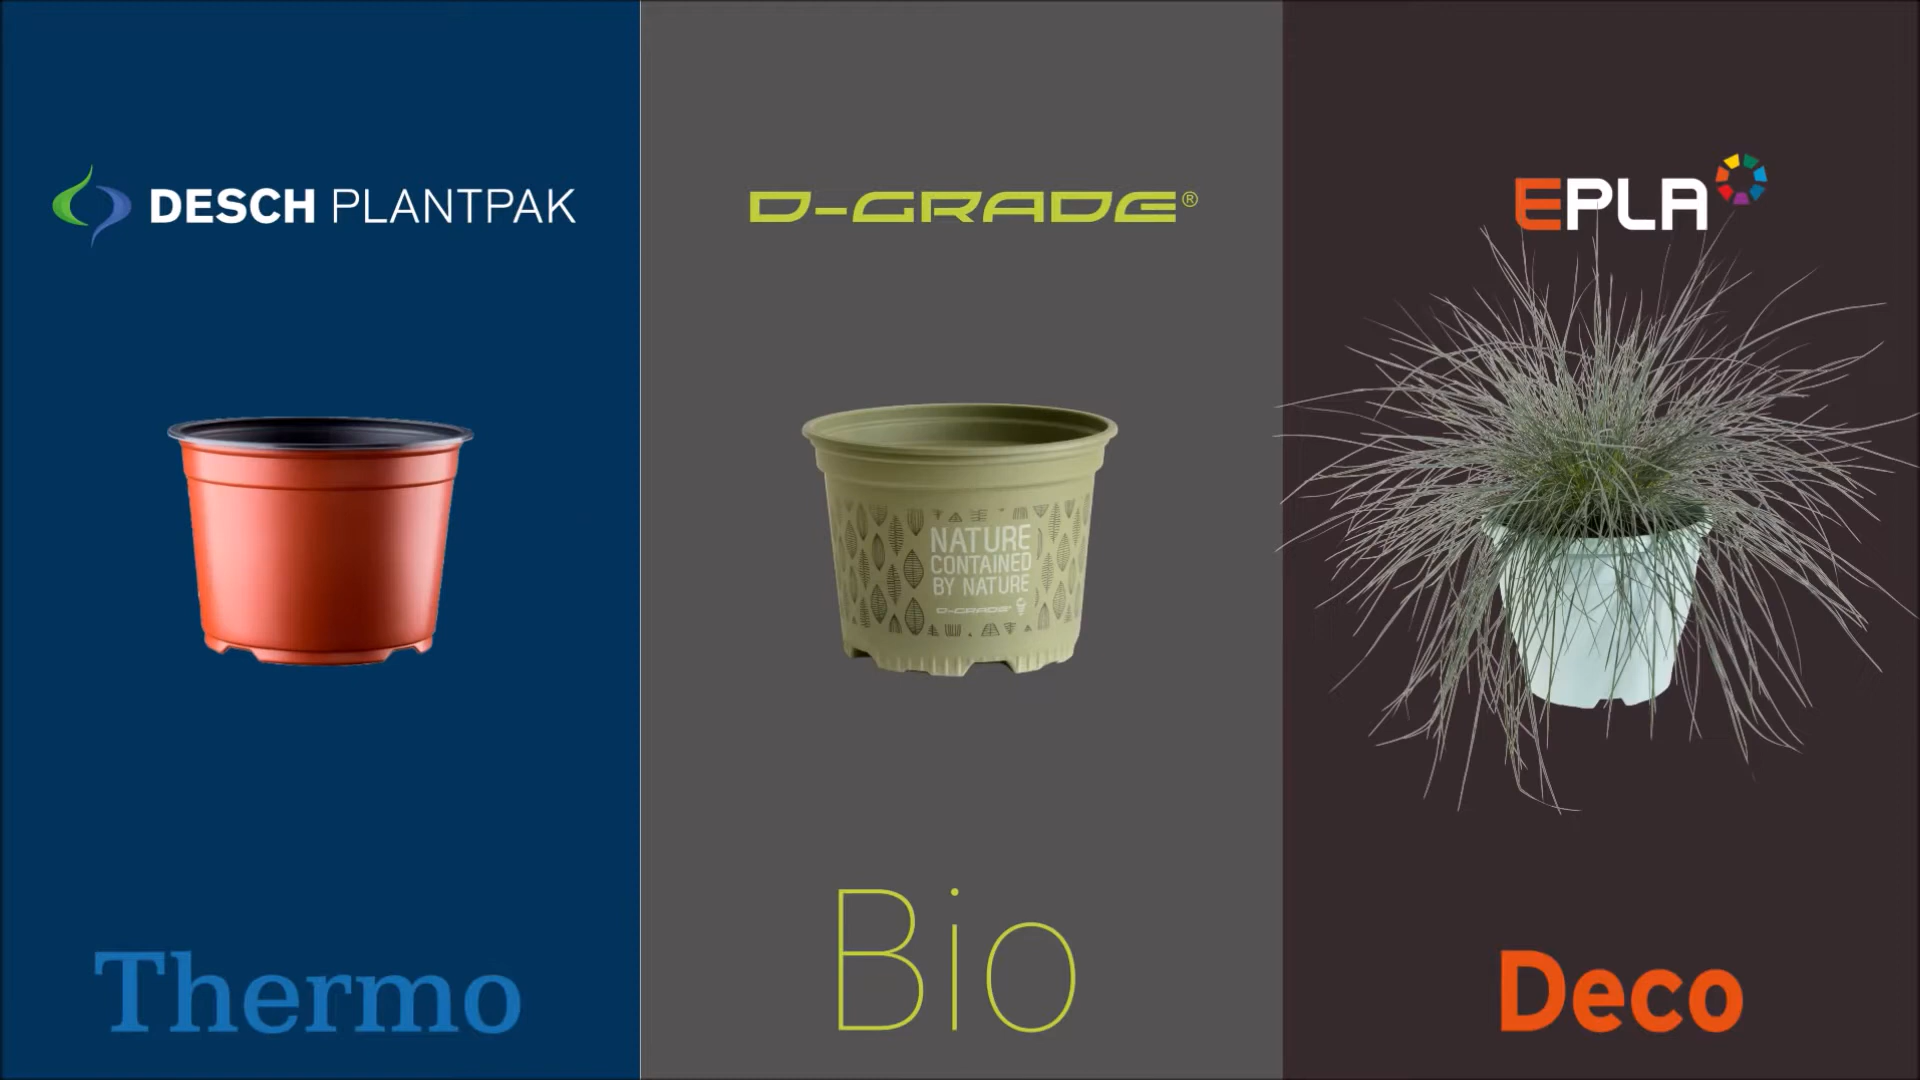 DESCH PLANTPAK
D-GRADE®
EPLA
NATURE
CONTAINED
BY NATURE
D-GRADE®
Thermo
Bio
Deco